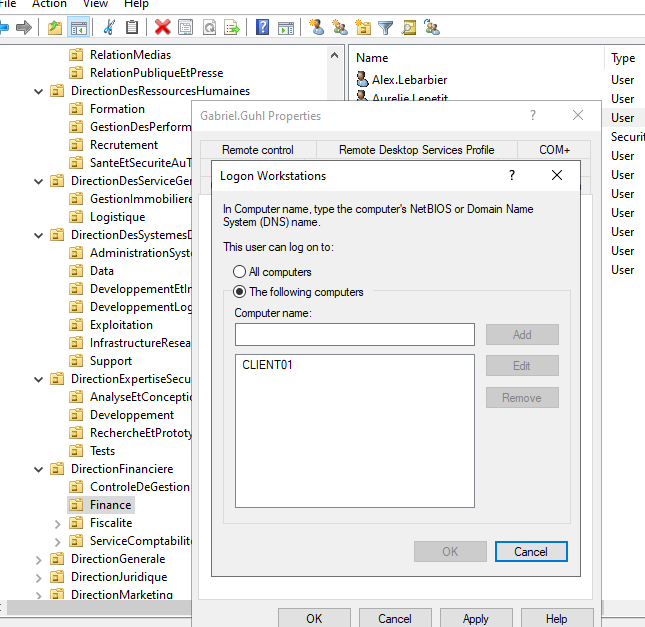 File Action View Help
RelationMedias
RelationPubliqueEtPresse
DirectionDesRessourcesHumaines
Formation
GestionDesPerform
Recrutement
SanteEtSecuriteAuT
DirectionDesServiceGer
GestionImmobiliere
Logistique
DirectionDesSystemesD
AdministrationSyste
Data
DeveloppementEtIn
DeveloppementLog
Exploitation
InfrastructureResea
Support
DirectionExpertiseSecu
AnalyseEtConceptio
Developpement
RechercheEtPrototy
Tests
DirectionFinanciere
ControleDeGestion
Finance
Fiscalite
ServiceComptabilite
DirectionGenerale
DirectionJuridique
DirectionMarketing
Name Type
Alex.Lebarbier User
Aurelie.Lepetit User
User
Securit
User
User
User
User
User
User
User
Gabriel.Guhl Properties ?
Remote control Remote Desktop Services Profile COM+
Logon Workstations ?
In Computer name, type the computer's NetBIOS or Domain Name
System (DNS) name.
This user can log on to:
All computers
The following computers
Computer name:
Add
CLIENT01
Edit
Remove
OK Cancel
OK Cancel Apply Help